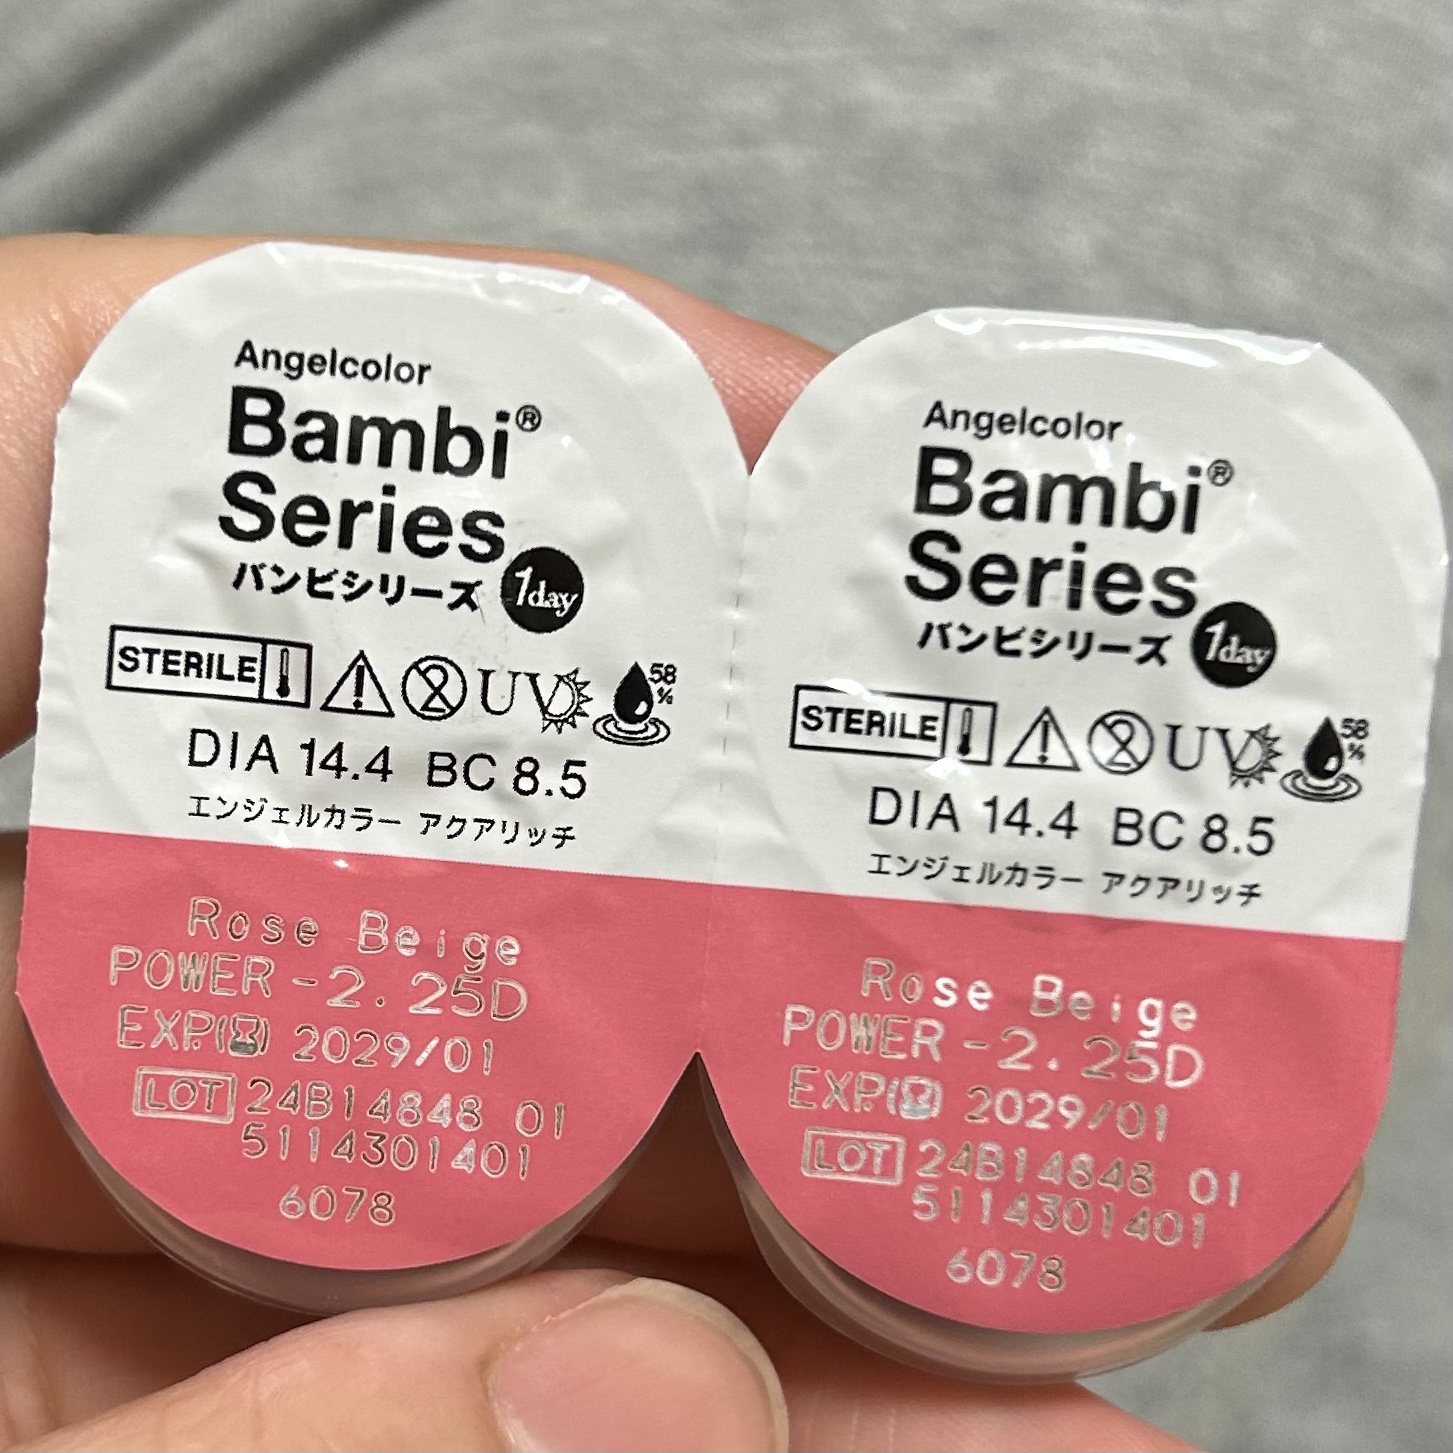 Angelcolor
Bambi®
Series
バンビシリーズ 1day
STERILE UV 58%
DIA 14.4 BC 8.5
エンジェルカラー アクアリッチ
Rose Beige
POWER -2.25D
EXP.() 2029/01
LOT 24B14848 01
5114301401
6078
Angelcolor
Bambi®
Series
バンビシリーズ 1day
STERILE UV 58%
DIA 14.4 BC 8.5
エンジェルカラー アクアリッチ
Rose Beige
POWER -2.25D
EXP.() 2029/01
LOT 24B14848 01
5114301401
6078